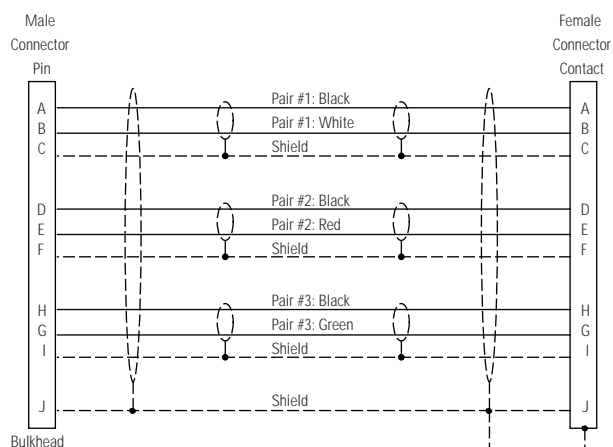 Male Connector Pin
Female Connector Contact
A Pair #1: Black A
B Pair #1: White B
C Shield C
D Pair #2: Black D
E Pair #2: Red E
F Shield F
H Pair #3: Black H
G Pair #3: Green G
I Shield I
J Shield J
Bulkhead